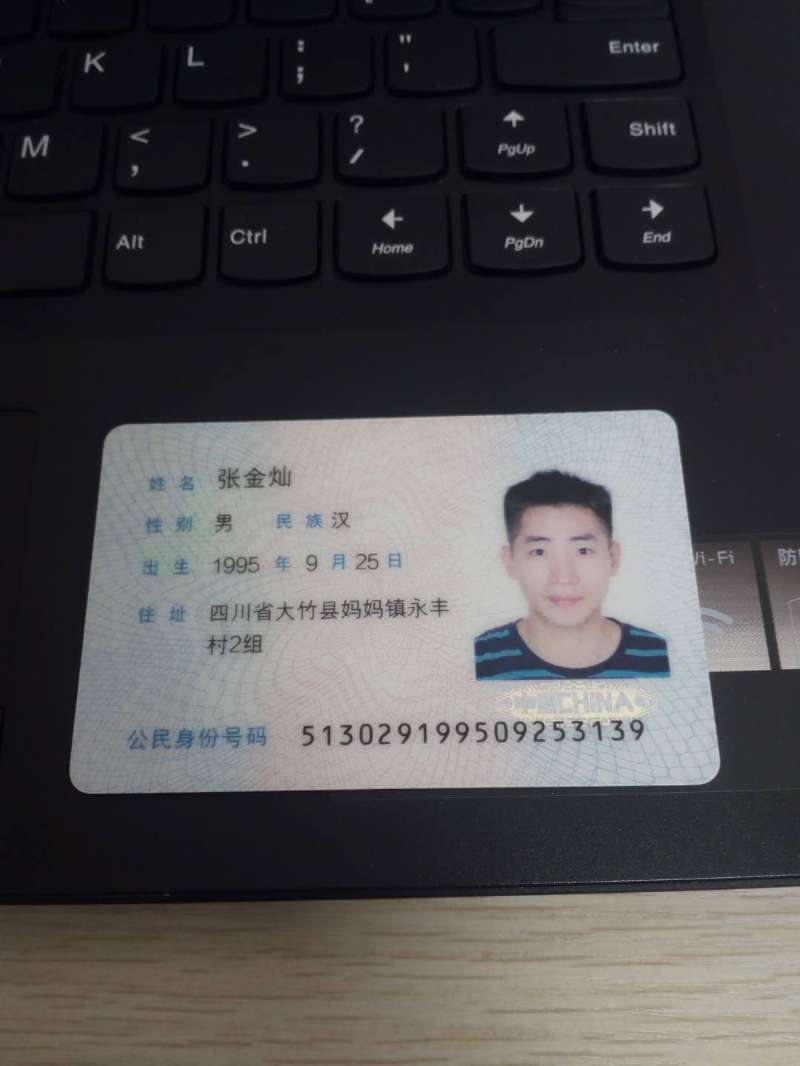 K L : ; " ' Enter
M < , > . ? / PgUp Shift
Alt Ctrl Home PgDn End
姓名 张金灿
性别 男 民族 汉
出生 1995 年 9 月 25 日
住址 四川省大竹县妈妈镇永丰
村2组
中国CHINA
公民身份号码 513029199509253139
Wi-Fi
防